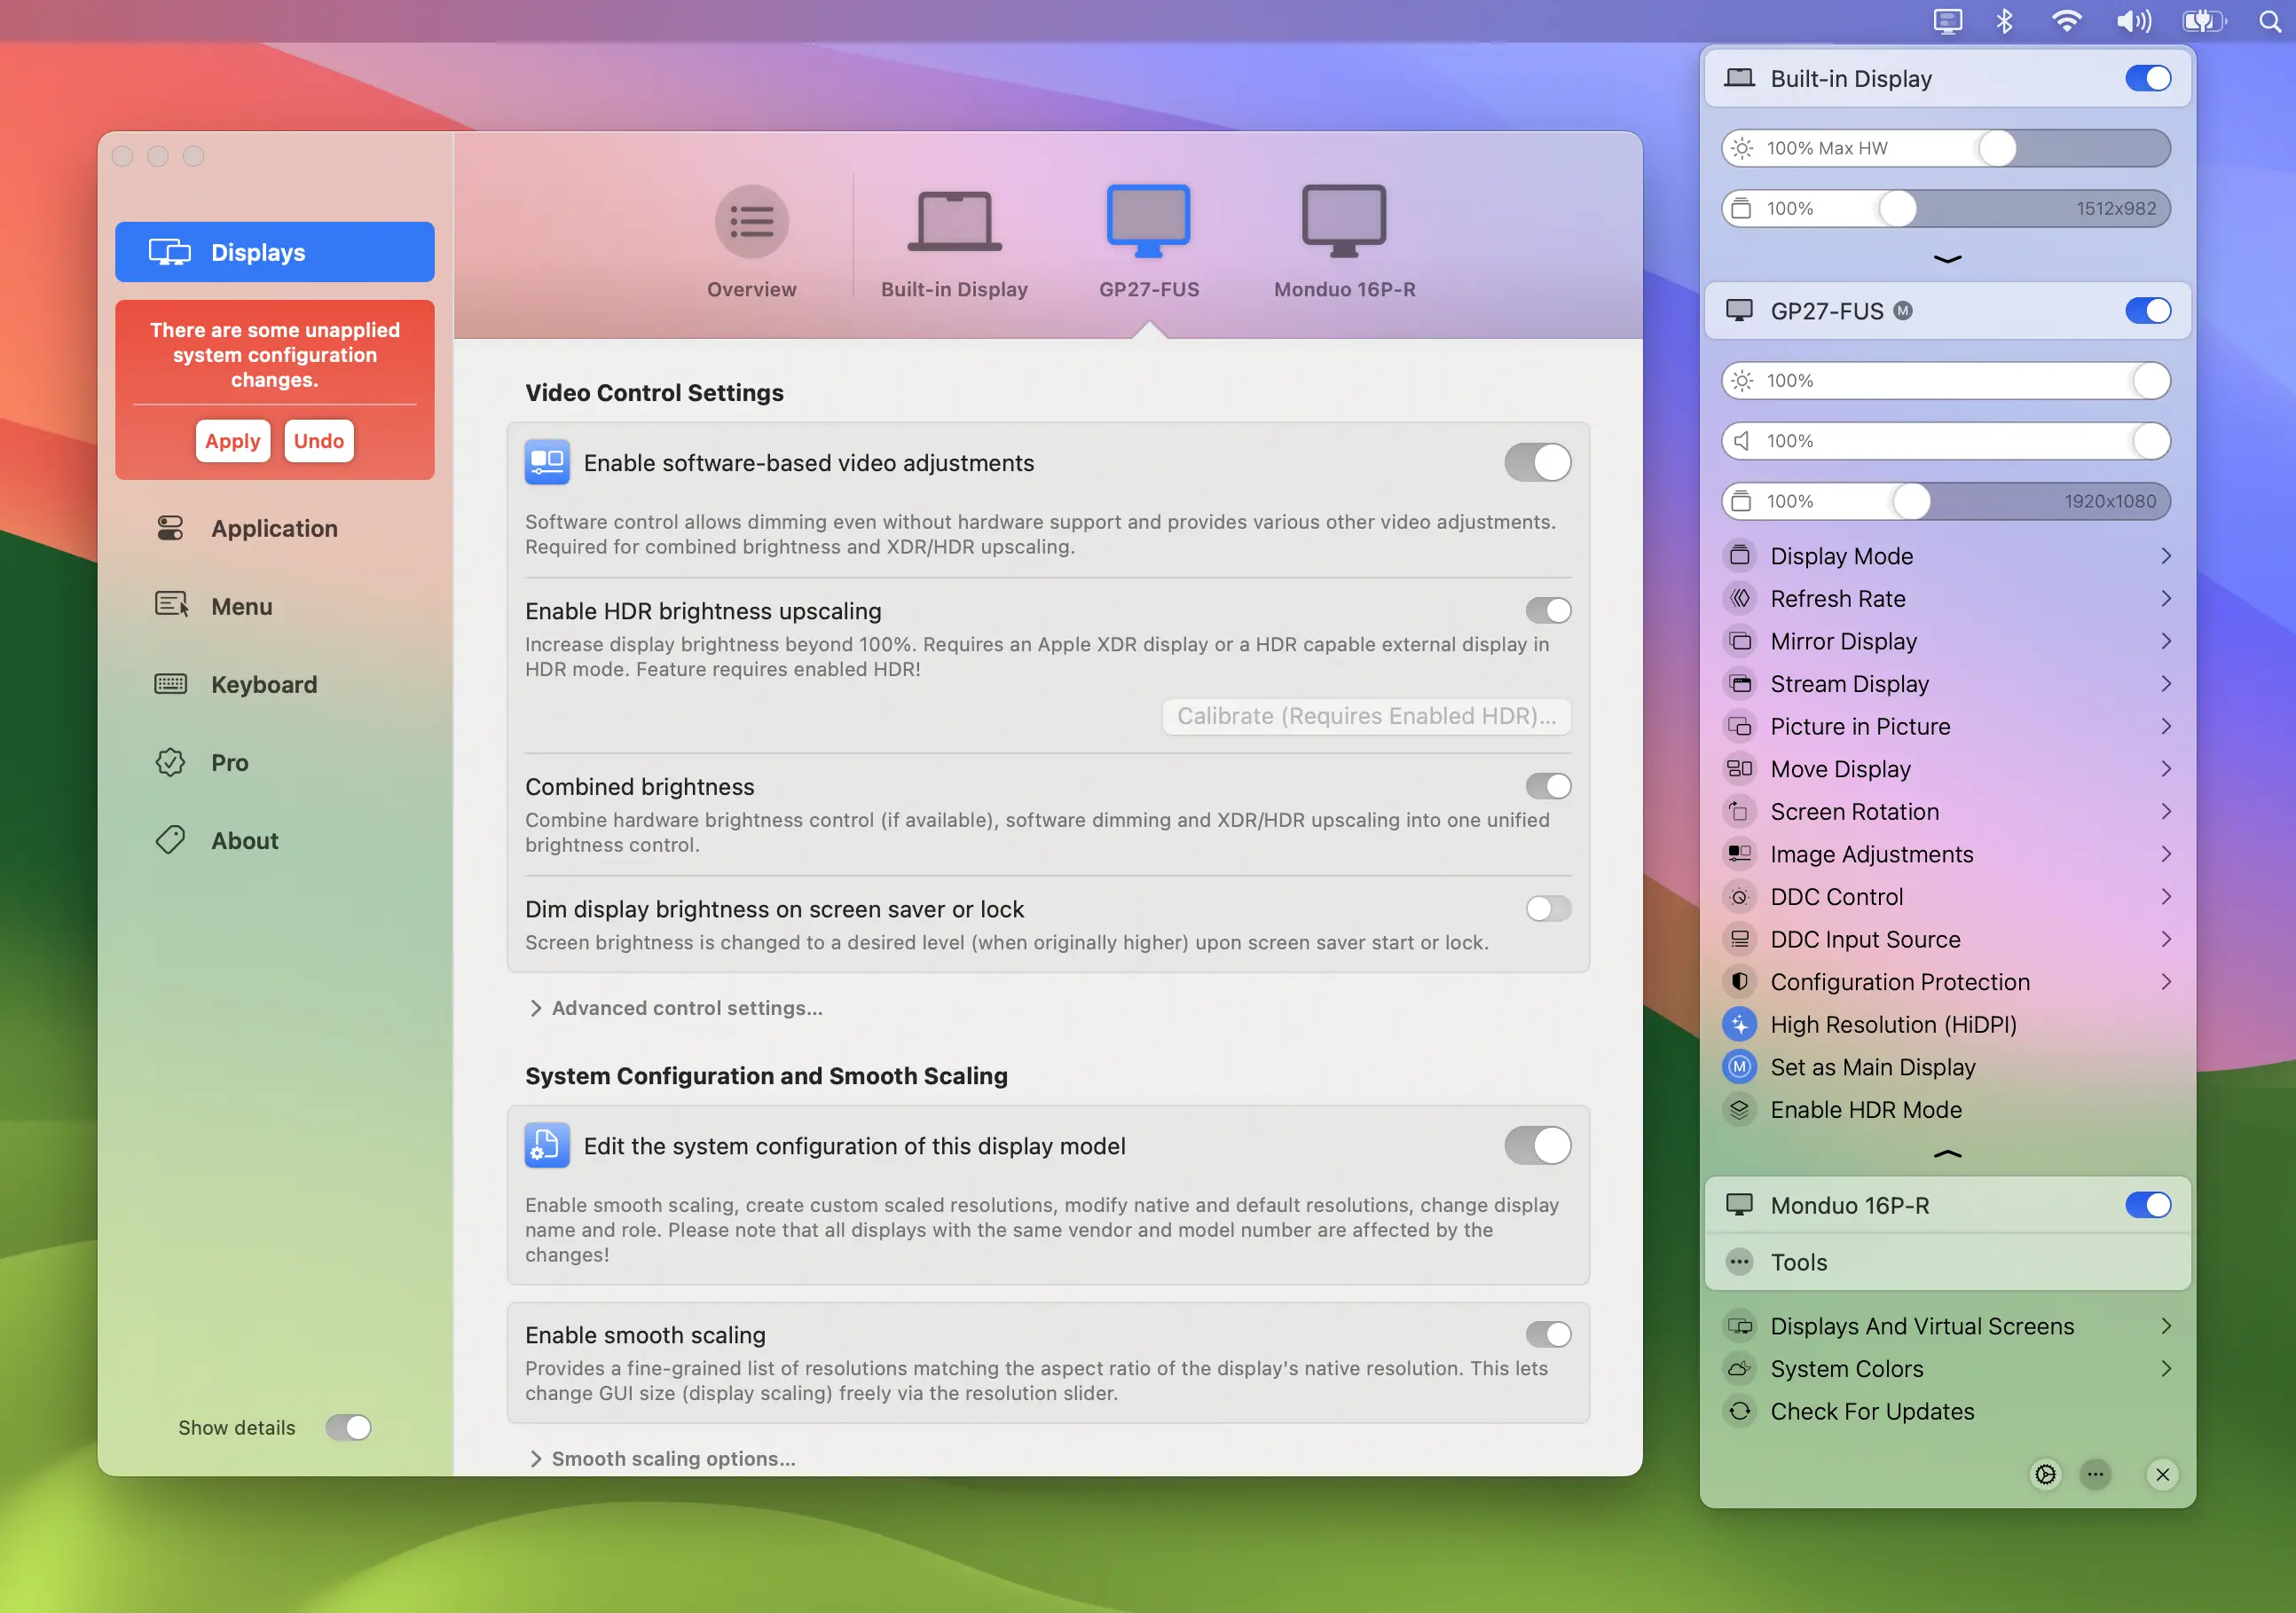 Displays
There are some unapplied
system configuration
changes.
Apply
Undo
Application
Menu
Keyboard
Pro
About
Show details
Overview
Built-in Display
GP27-FUS
Monduo 16P-R
Video Control Settings
Enable software-based video adjustments
Software control allows dimming even without hardware support and provides various other video adjustments.
Required for combined brightness and XDR/HDR upscaling.
Enable HDR brightness upscaling
Increase display brightness beyond 100%. Requires an Apple XDR display or a HDR capable external display in
HDR mode. Feature requires enabled HDR!
Calibrate (Requires Enabled HDR)...
Combined brightness
Combine hardware brightness control (if available), software dimming and XDR/HDR upscaling into one unified
brightness control.
Dim display brightness on screen saver or lock
Screen brightness is changed to a desired level (when originally higher) upon screen saver start or lock.
Advanced control settings...
System Configuration and Smooth Scaling
Edit the system configuration of this display model
Enable smooth scaling, create custom scaled resolutions, modify native and default resolutions, change display
name and role. Please note that all displays with the same vendor and model number are affected by the
changes!
Enable smooth scaling
Provides a fine-grained list of resolutions matching the aspect ratio of the display's native resolution. This lets
change GUI size (display scaling) freely via the resolution slider.
Smooth scaling options...
Built-in Display
100% Max HW
100% 1512x982
GP27-FUS M
100%
100%
100% 1920x1080
Display Mode
Refresh Rate
Mirror Display
Stream Display
Picture in Picture
Move Display
Screen Rotation
Image Adjustments
DDC Control
DDC Input Source
Configuration Protection
High Resolution (HiDPI)
M Set as Main Display
Enable HDR Mode
Monduo 16P-R
Tools
Displays And Virtual Screens
System Colors
Check For Updates